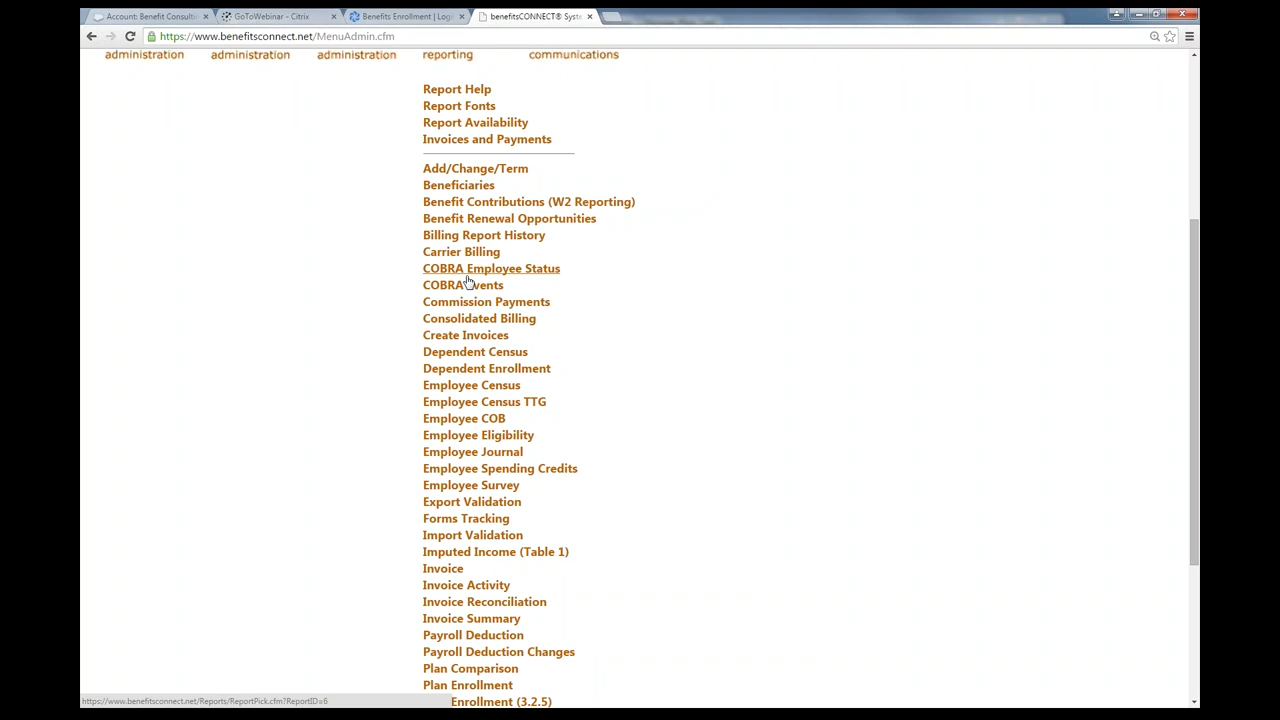 Account: Benefit Consulti
GoToWebinar - Citrix
Benefits Enrollment | Logi
benefitsCONNECT® Syste
https://www.benefitsconnect.net/MenuAdmin.cfm
administration administration administration reporting communications
Report Help
Report Fonts
Report Availability
Invoices and Payments
Add/Change/Term
Beneficiaries
Benefit Contributions (W2 Reporting)
Benefit Renewal Opportunities
Billing Report History
Carrier Billing
COBRA Employee Status
COBRA vents
Commission Payments
Consolidated Billing
Create Invoices
Dependent Census
Dependent Enrollment
Employee Census
Employee Census TTG
Employee COB
Employee Eligibility
Employee Journal
Employee Spending Credits
Employee Survey
Export Validation
Forms Tracking
Import Validation
Imputed Income (Table 1)
Invoice
Invoice Activity
Invoice Reconciliation
Invoice Summary
Payroll Deduction
Payroll Deduction Changes
Plan Comparison
Plan Enrollment
Enrollment (3.2.5)
https://www.benefitsconnect.net/Reports/ReportPick.cfm?ReportID=6